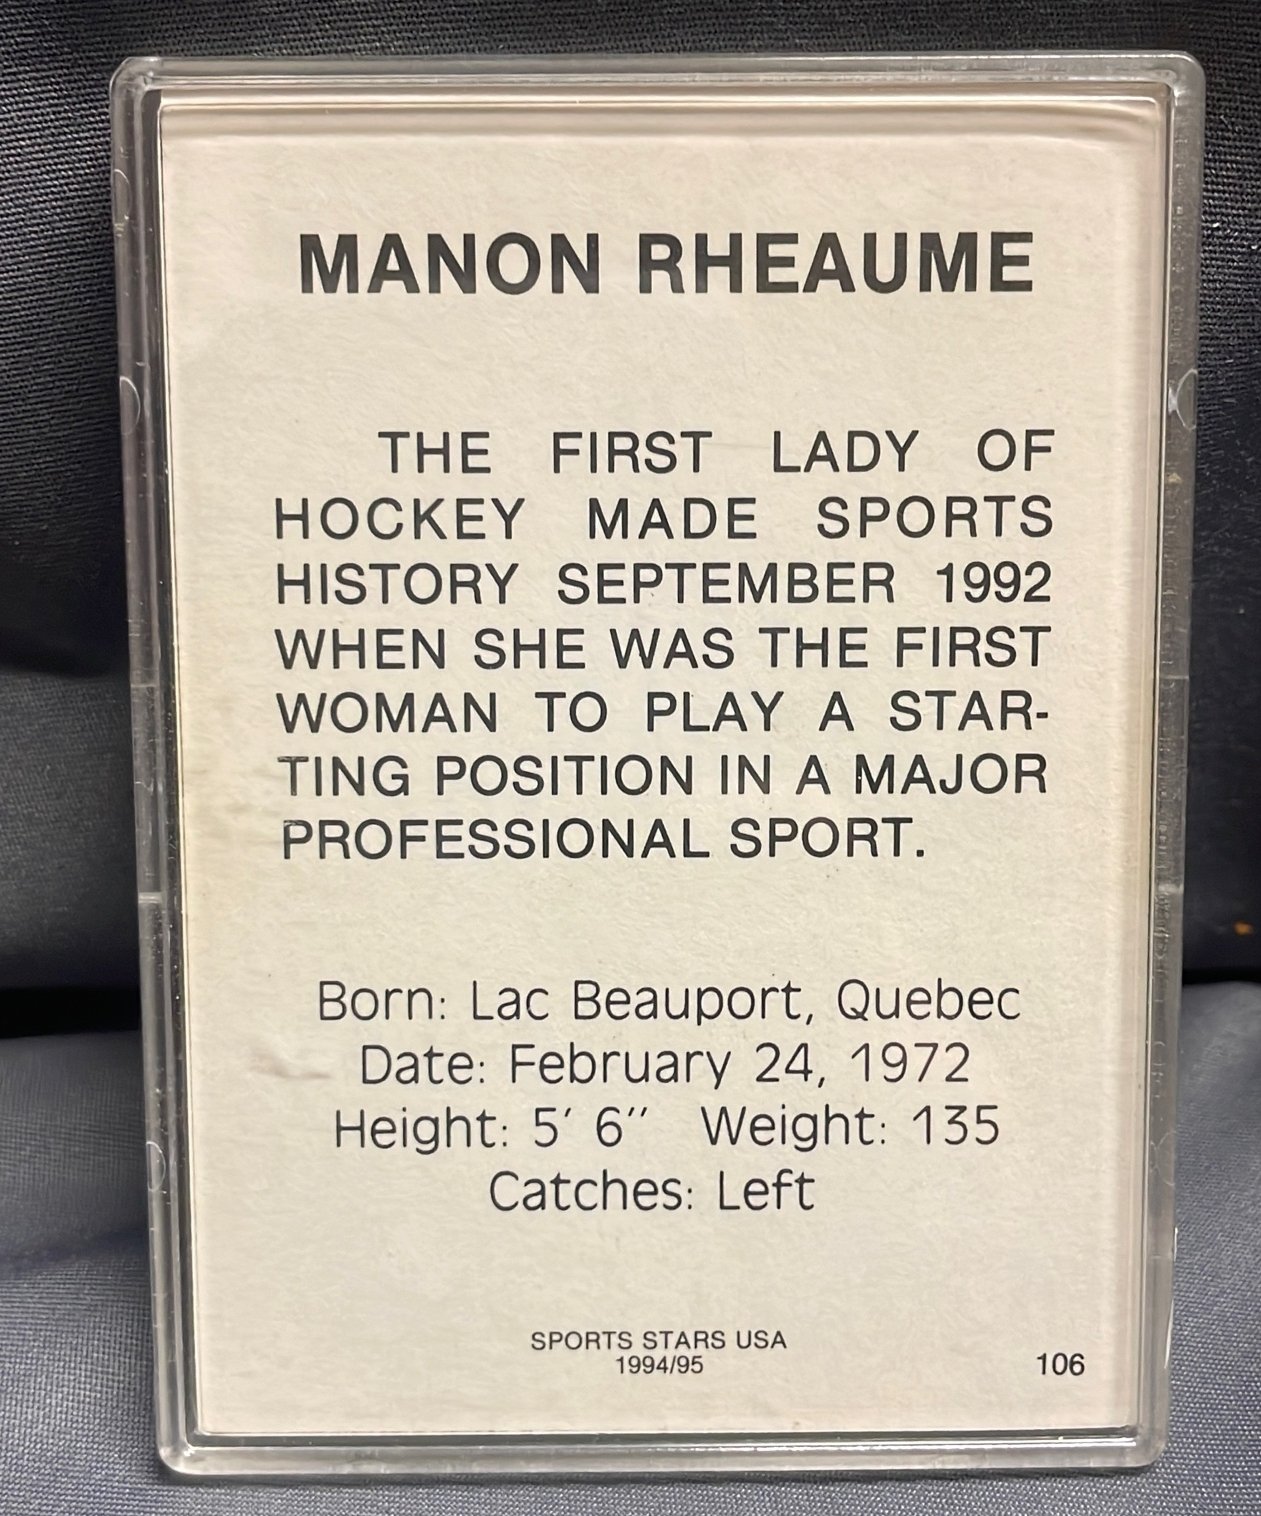 MANON RHEAUME
THE FIRST LADY OF
HOCKEY MADE SPORTS
HISTORY SEPTEMBER 1992
WHEN SHE WAS THE FIRST
WOMAN TO PLAY A STAR-
TING POSITION IN A MAJOR
PROFESSIONAL SPORT.
Born: Lac Beauport, Quebec
Date: February 24, 1972
Height: 5′ 6″ Weight: 135
Catches: Left
SPORTS STARS USA
1994/95
106